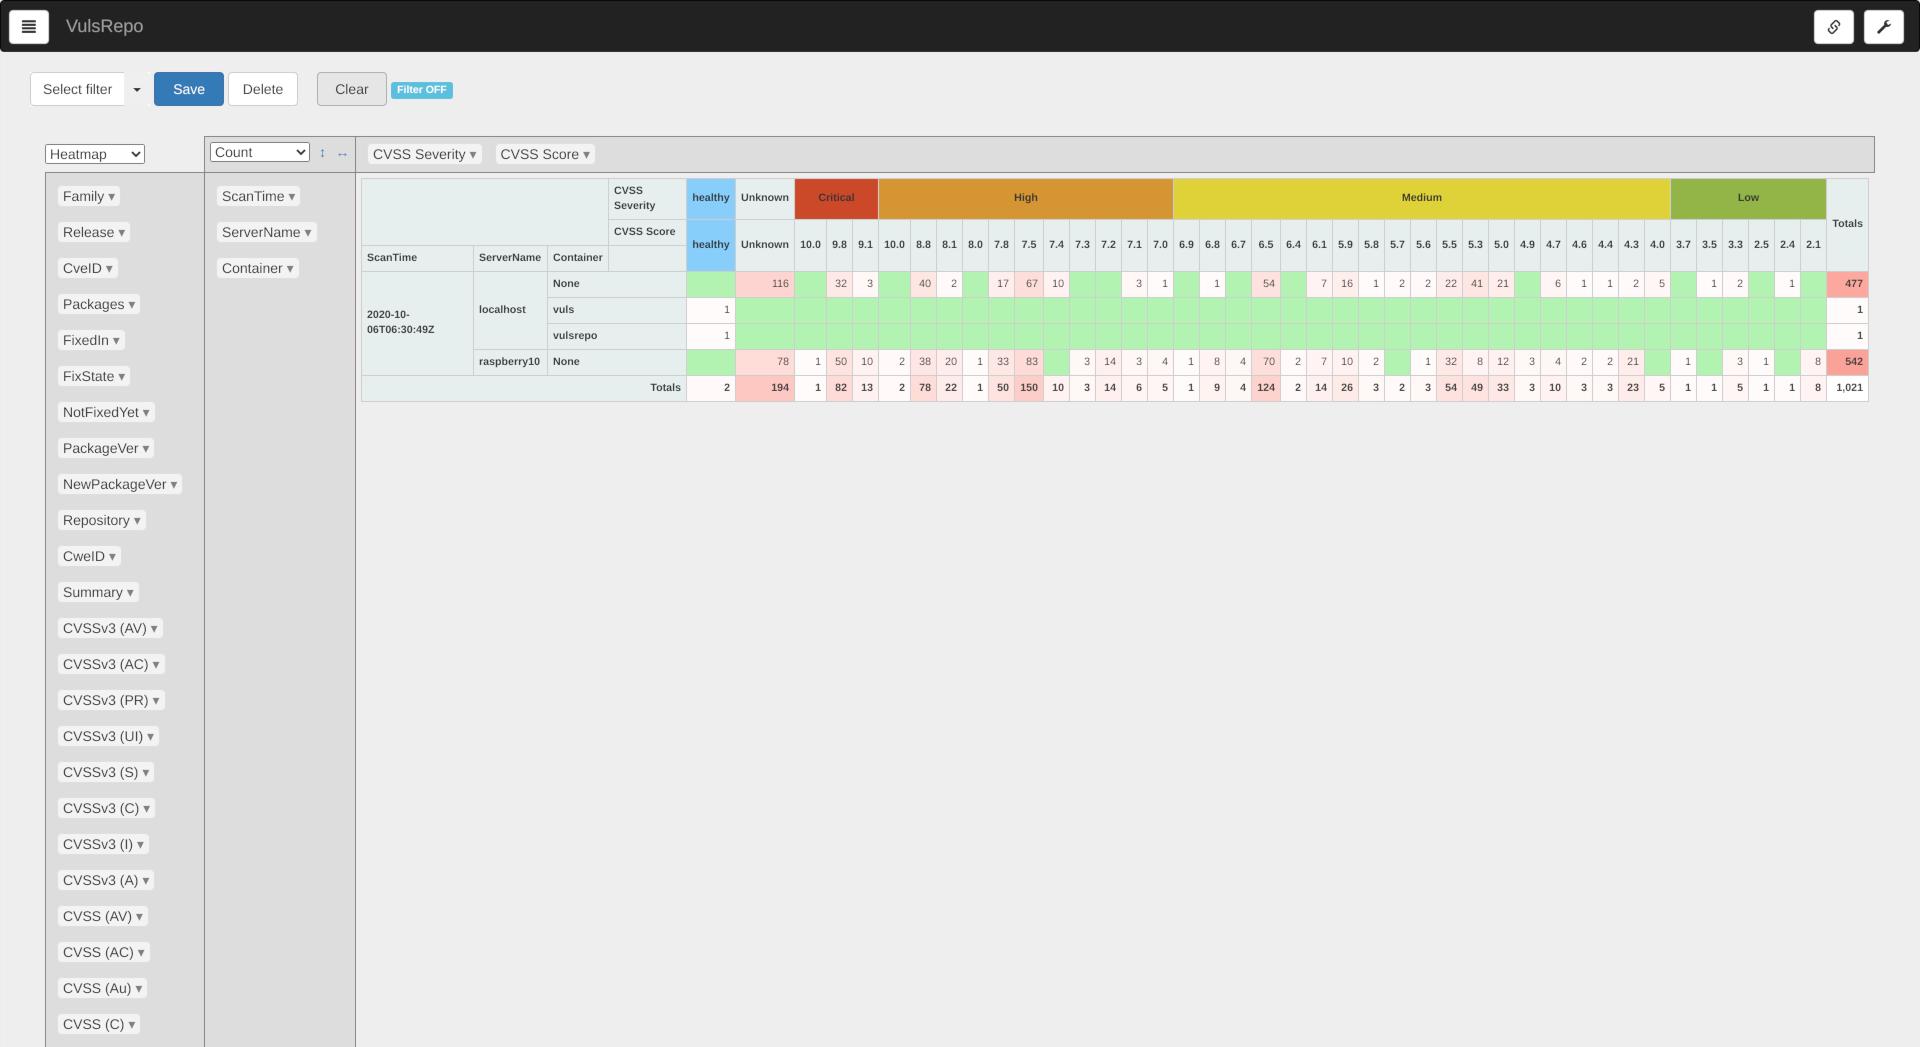 VulsRepo
Select filter
Save
Delete
Clear
Filter OFF
Heatmap
Count ↕ ↔
CVSS Severity ▾ CVSS Score ▾
Family ▾
Release ▾
CveID ▾
Packages ▾
FixedIn ▾
FixState ▾
NotFixedYet ▾
PackageVer ▾
NewPackageVer ▾
Repository ▾
CweID ▾
Summary ▾
CVSSv3 (AV) ▾
CVSSv3 (AC) ▾
CVSSv3 (PR) ▾
CVSSv3 (UI) ▾
CVSSv3 (S) ▾
CVSSv3 (C) ▾
CVSSv3 (I) ▾
CVSSv3 (A) ▾
CVSS (AV) ▾
CVSS (AC) ▾
CVSS (Au) ▾
CVSS (C) ▾
ScanTime ▾
ServerName ▾
Container ▾
CVSS Severity healthy Unknown Critical High Medium Low Totals
CVSS Score healthy Unknown 10.0 9.8 9.1 10.0 8.8 8.1 8.0 7.8 7.5 7.4 7.3 7.2 7.1 7.0 6.9 6.8 6.7 6.5 6.4 6.1 5.9 5.8 5.7 5.6 5.5 5.3 5.0 4.9 4.7 4.6 4.4 4.3 4.0 3.7 3.5 3.3 2.5 2.4 2.1
ScanTime ServerName Container
2020-10-06T06:30:49Z localhost None 116 32 3 40 2 17 67 10 3 1 1 54 7 16 1 2 2 22 41 21 6 1 1 2 5 1 2 1 477
vuls 1 1
vulsrepo 1 1
raspberry10 None 78 1 50 10 2 38 20 1 33 83 3 14 3 4 1 8 4 70 2 7 10 2 1 32 8 12 3 4 2 2 21 1 3 1 8 542
Totals 2 194 1 82 13 2 78 22 1 50 150 10 3 14 6 5 1 9 4 124 2 14 26 3 2 3 54 49 33 3 10 3 3 23 5 1 1 5 1 1 8 1,021